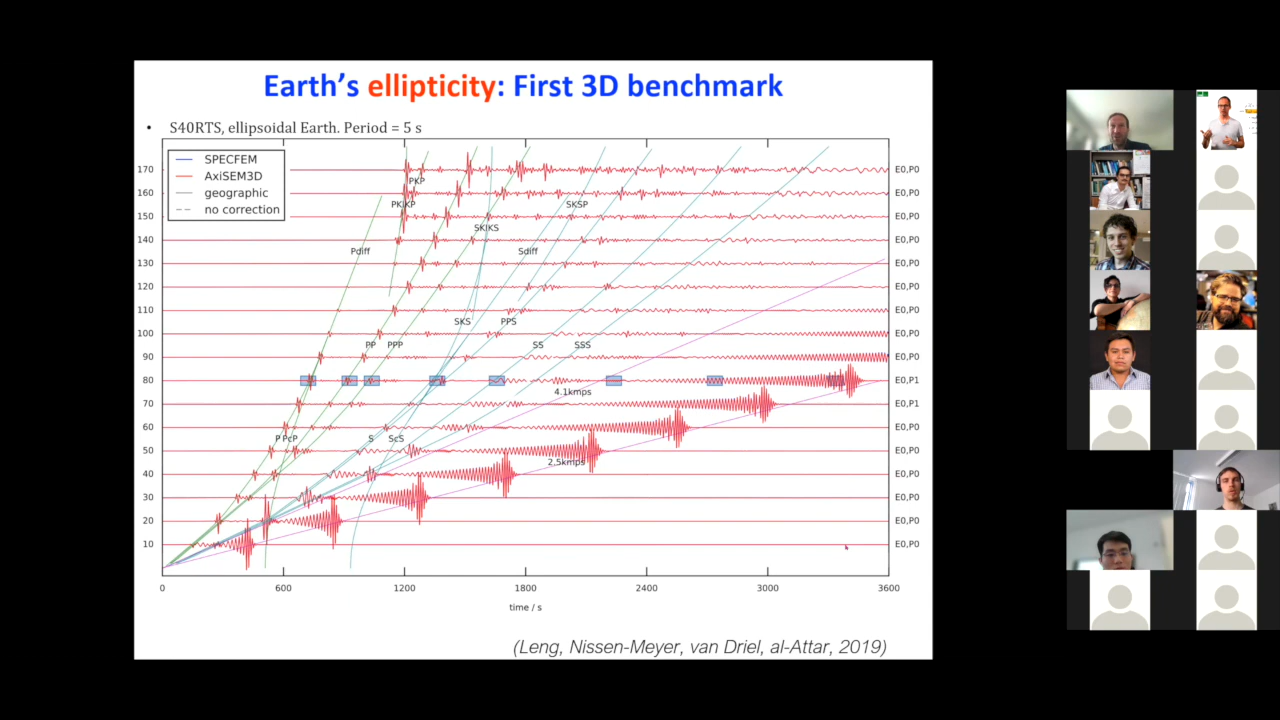 Earth's ellipticity: First 3D benchmark
• S40RTS, ellipsoidal Earth. Period = 5 s
SPECFEM
AxiSEM3D
geographic
no correction
170 E0,P0
PKP
160 E0,P0
PKiKP SKSP
150 E0,P0
SKIKS
140 E0,P0
Pdiff Sdiff
130 E0,P0
120 E0,P0
110 E0,P0
SKS PPS
100 E0,P0
PP PPP SS SSS
90 E0,P0
80 E0,P1
4.1kmps
70 E0,P1
60 E0,P0
P PcP S ScS
50 E0,P0
2.5kmps
40 E0,P0
30 E0,P0
20 E0,P0
10 E0,P0
0 600 1200 1800 2400 3000 3600
time / s
(Leng, Nissen-Meyer, van Driel, al-Attar, 2019)